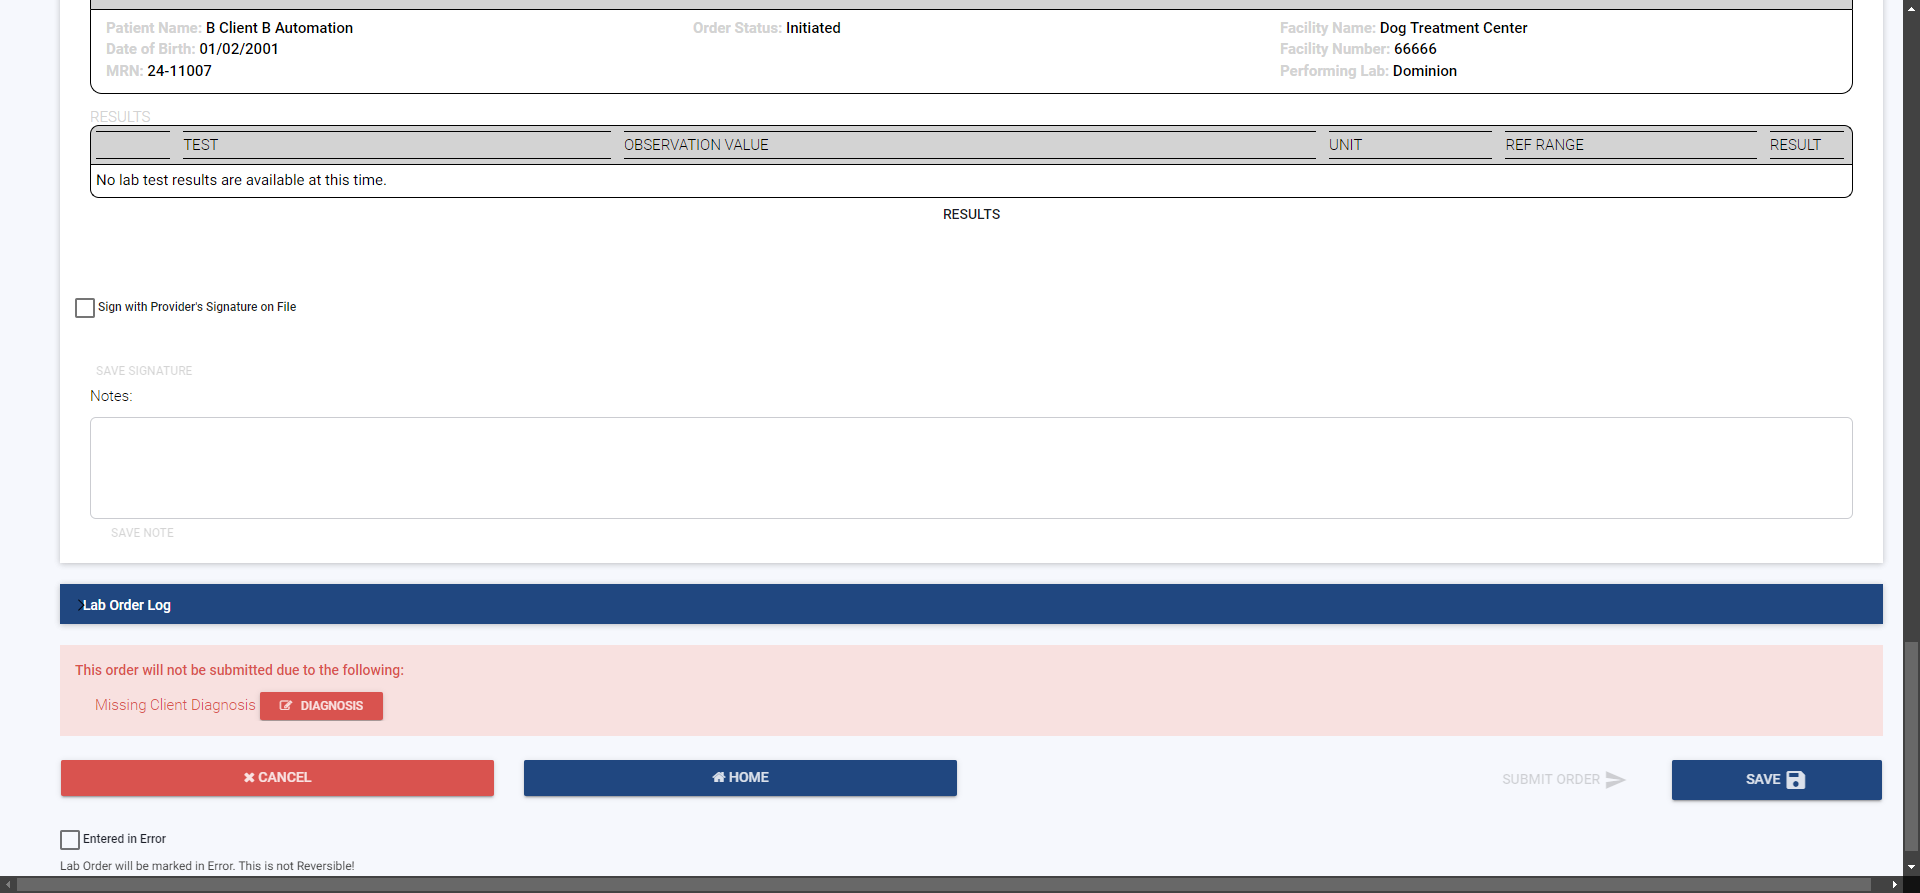 Patient Name: B Client B Automation
Date of Birth: 01/02/2001
MRN: 24-11007
Order Status: Initiated
Facility Name: Dog Treatment Center
Facility Number: 66666
Performing Lab: Dominion
RESULTS
TEST OBSERVATION VALUE UNIT REF RANGE RESULT
No lab test results are available at this time.
RESULTS
Sign with Provider's Signature on File
SAVE SIGNATURE
Notes:
SAVE NOTE
Lab Order Log
This order will not be submitted due to the following:
Missing Client Diagnosis DIAGNOSIS
CANCEL HOME SUBMIT ORDER SAVE
Entered in Error
Lab Order will be marked in Error. This is not Reversible!